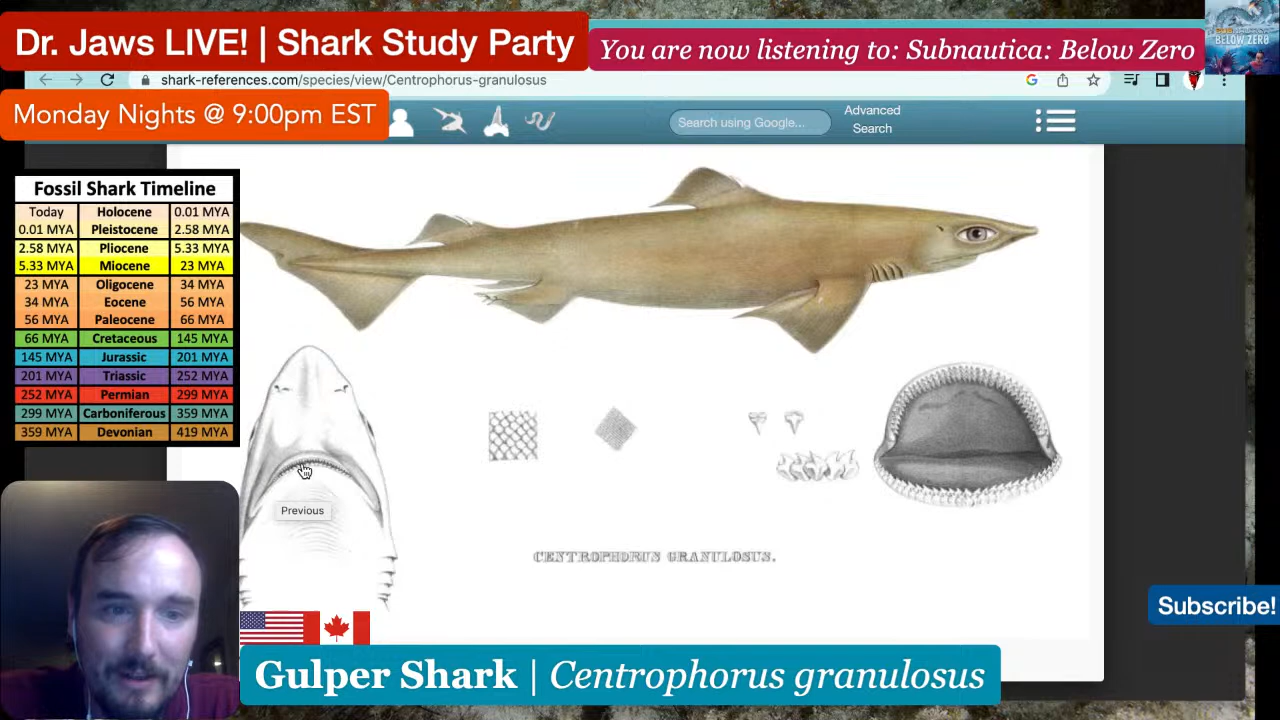 Dr. Jaws LIVE! | Shark Study Party
You are now listening to: Subnautica: Below Zero
BELOW ZERO
shark-references.com/species/view/Centrophorus-granulosus
Monday Nights @ 9:00pm EST
Search using Google...
Advanced
Search
Fossil Shark Timeline
Today Holocene 0.01 MYA
0.01 MYA Pleistocene 2.58 MYA
2.58 MYA Pliocene 5.33 MYA
5.33 MYA Miocene 23 MYA
23 MYA Oligocene 34 MYA
34 MYA Eocene 56 MYA
56 MYA Paleocene 66 MYA
66 MYA Cretaceous 145 MYA
145 MYA Jurassic 201 MYA
201 MYA Triassic 252 MYA
252 MYA Permian 299 MYA
299 MYA Carboniferous 359 MYA
359 MYA Devonian 419 MYA
Previous
CENTROPHORUS GRANULOSUS.
Subscribe!
Gulper Shark | Centrophorus granulosus